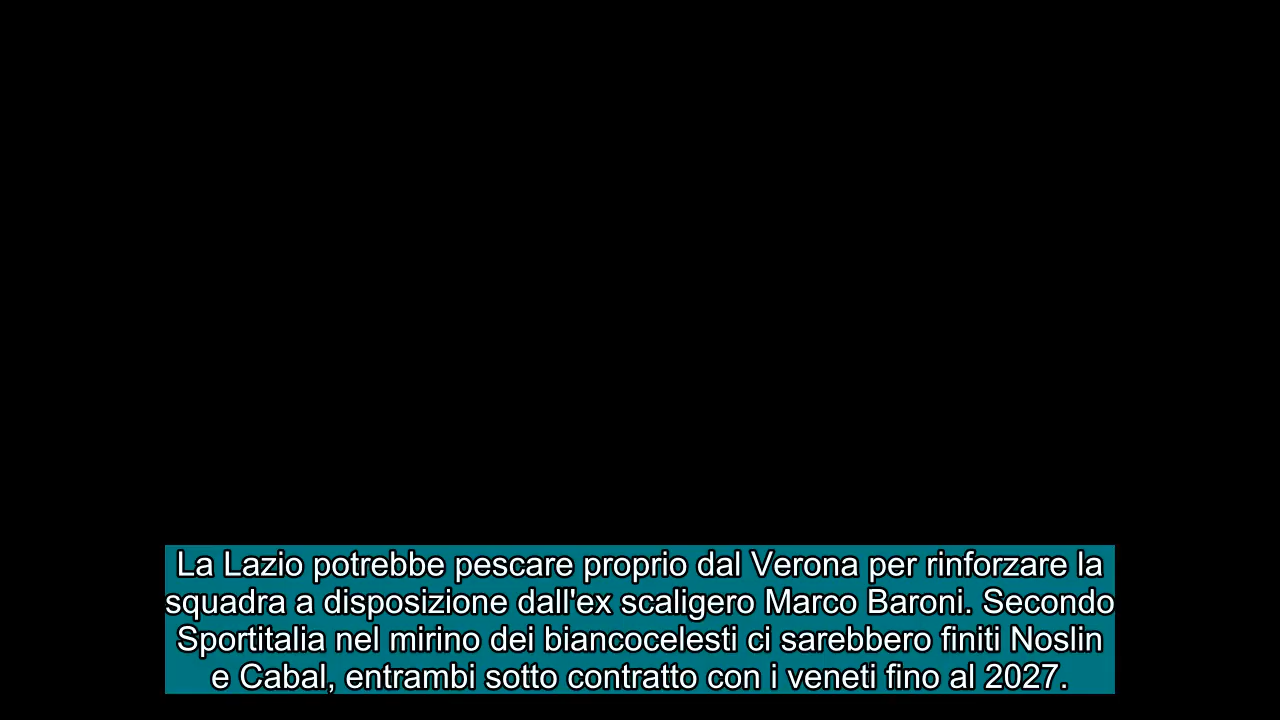 La Lazio potrebbe pescare proprio dal Verona per rinforzare la
squadra a disposizione dall'ex scaligero Marco Baroni. Secondo
Sportitalia nel mirino dei biancocelesti ci sarebbero finiti Noslin
e Cabal, entrambi sotto contratto con i veneti fino al 2027.